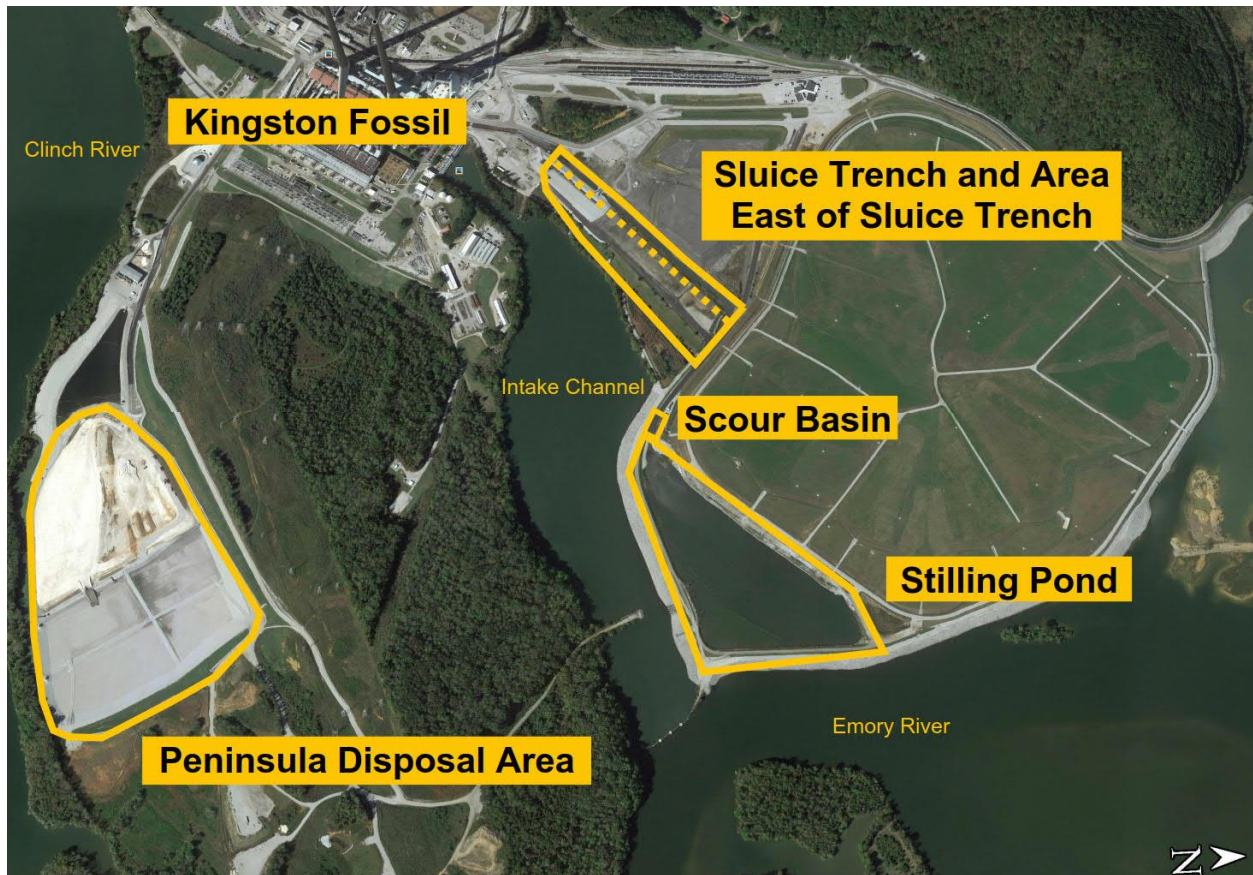 Kingston Fossil
Clinch River
Sluice Trench and Area
East of Sluice Trench
Intake Channel
Scour Basin
Stilling Pond
Emory River
Peninsula Disposal Area
N